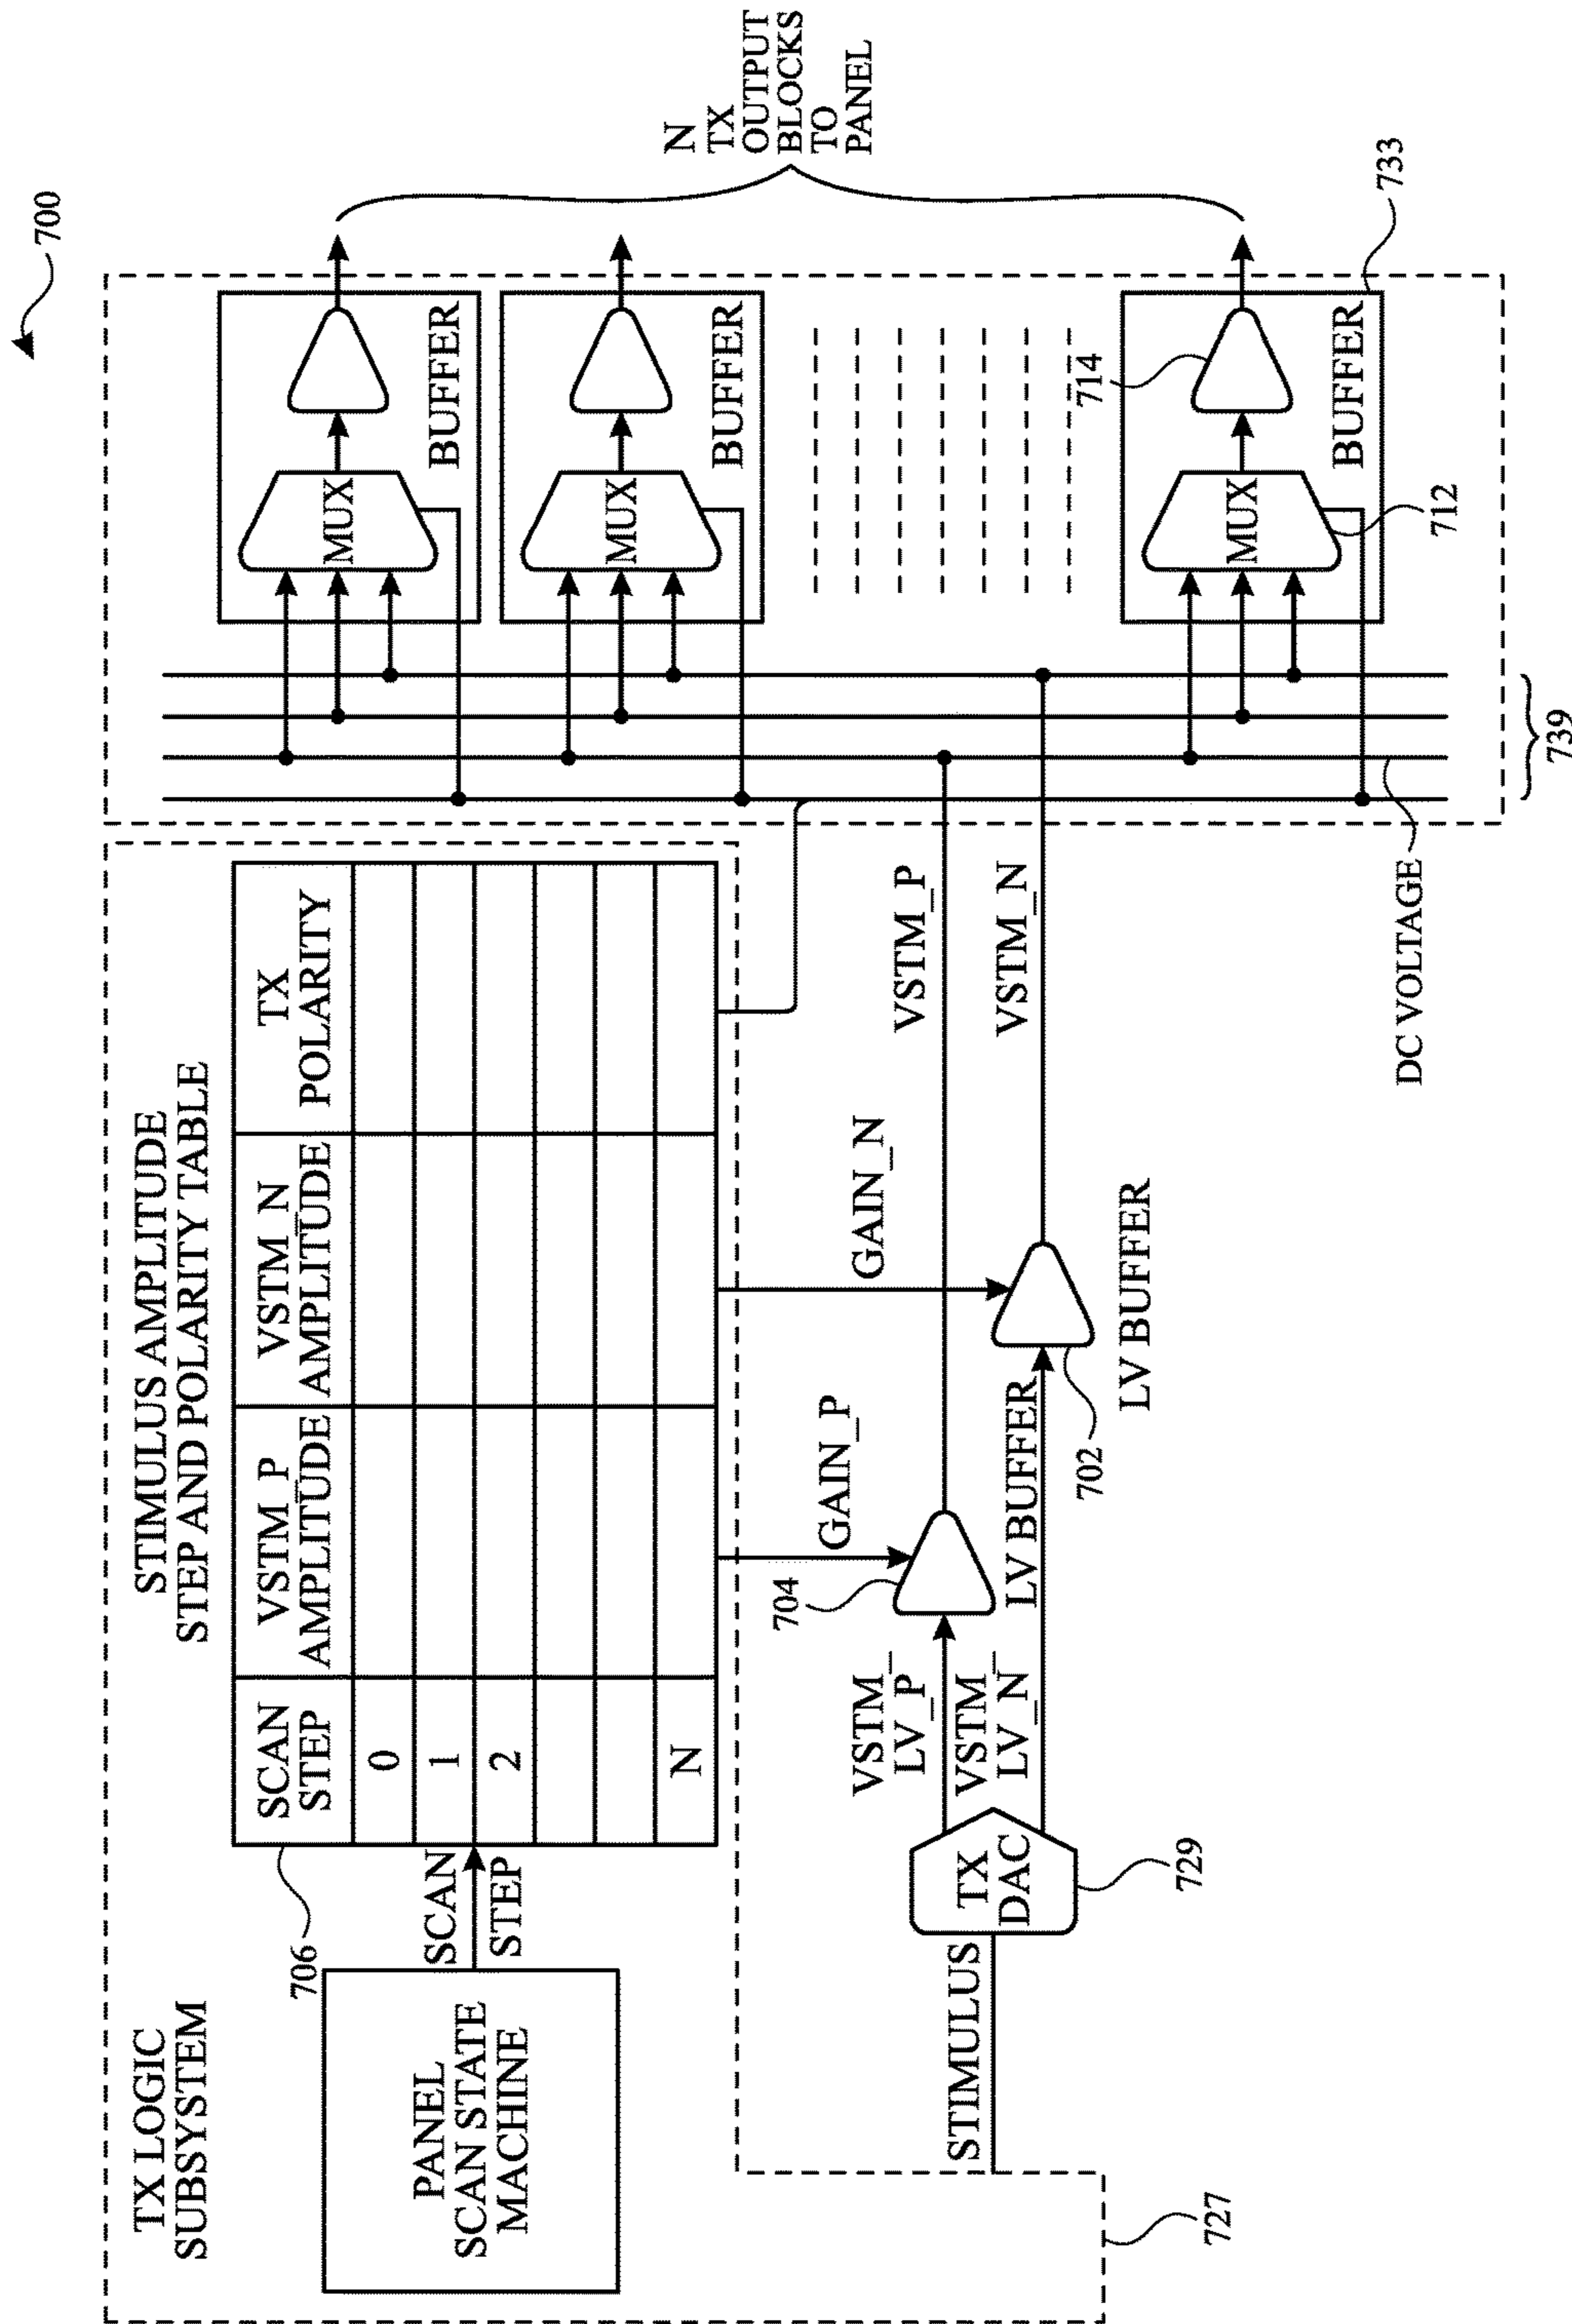 700
TX LOGIC
SUBSYSTEM
STIMULUS AMPLITUDE
STEP AND POLARITY TABLE
PANEL
SCAN STATE
MACHINE
706
SCAN
STEP
SCAN
STEP
VSTM_P
AMPLITUDE
VSTM_N
AMPLITUDE
TX
POLARITY
0
1
2
N
MUX
BUFFER
MUX
BUFFER
714
MUX
BUFFER
712
733
N
TX
OUTPUT
BLOCKS
TO
PANEL
STIMULUS
TX
DAC
729
VSTM_
LV_P
VSTM_
LV_N
704
GAIN_P
LV BUFFER
702
GAIN_N
LV BUFFER
VSTM_P
VSTM_N
DC VOLTAGE
739
727